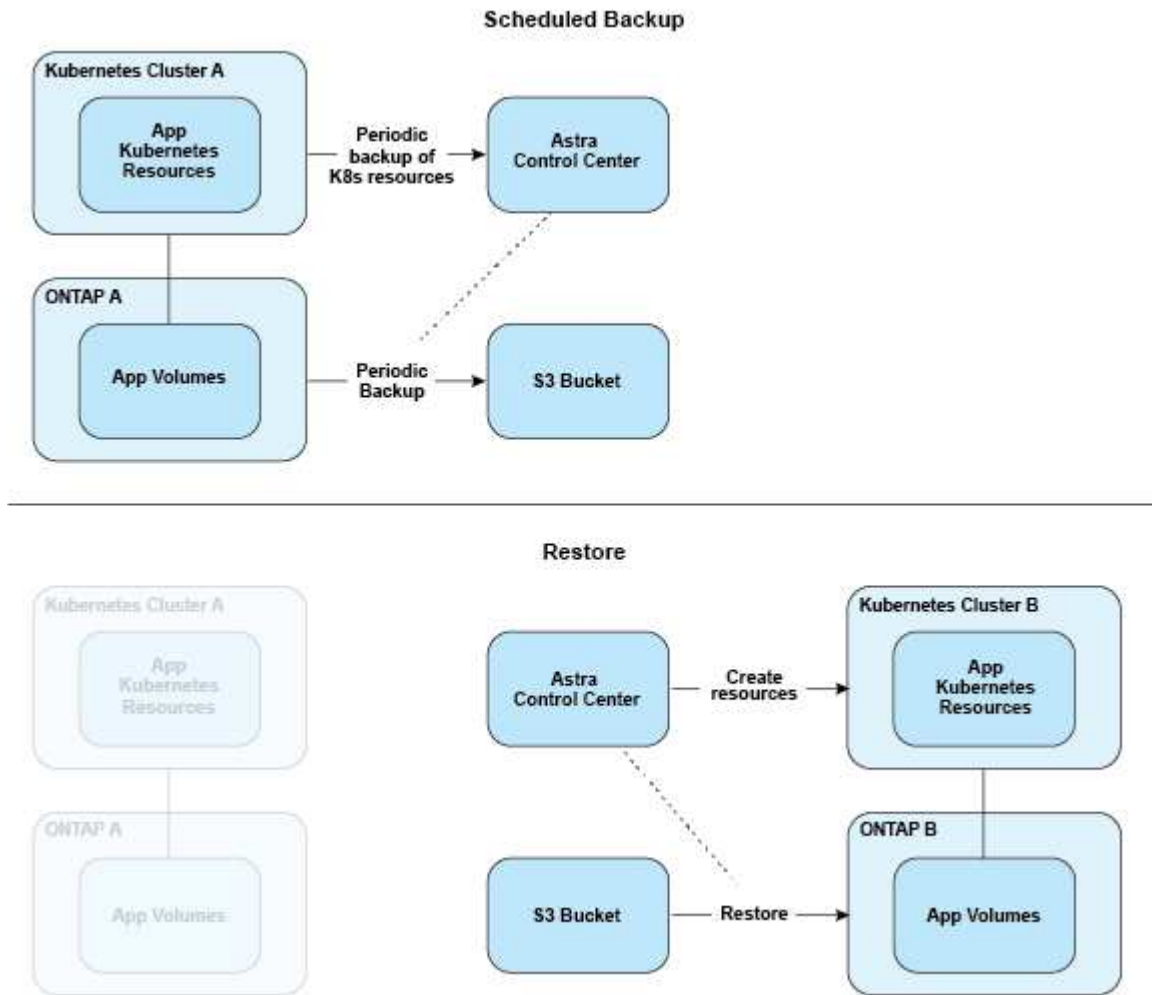 Scheduled Backup
Kubernetes Cluster A
App
Kubernetes
Resources
Periodic
backup of
K8s resources
Astra
Control Center
ONTAP A
App Volumes
Periodic
Backup
S3 Bucket
Restore
Kubernetes Cluster A
App
Kubernetes
Resources
Astra
Control Center
Create
resources
Kubernetes Cluster B
App
Kubernetes
Resources
ONTAP A
App Volumes
S3 Bucket
Restore
ONTAP B
App Volumes